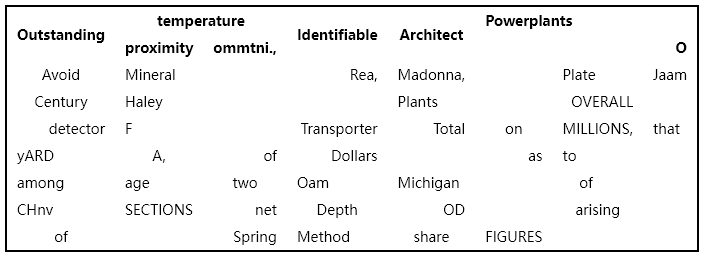 Outstanding temperature Identifiable Architect Powerplants
proximity ommtni., O
Avoid Mineral Rea, Madonna, Plate Jaam
Century Haley Plants OVERALL
detector F Transporter Total on MILLIONS, that
yARD A, of Dollars as to
among age two Oam Michigan of
CHnv SECTIONS net Depth OD arising
of Spring Method share FIGURES